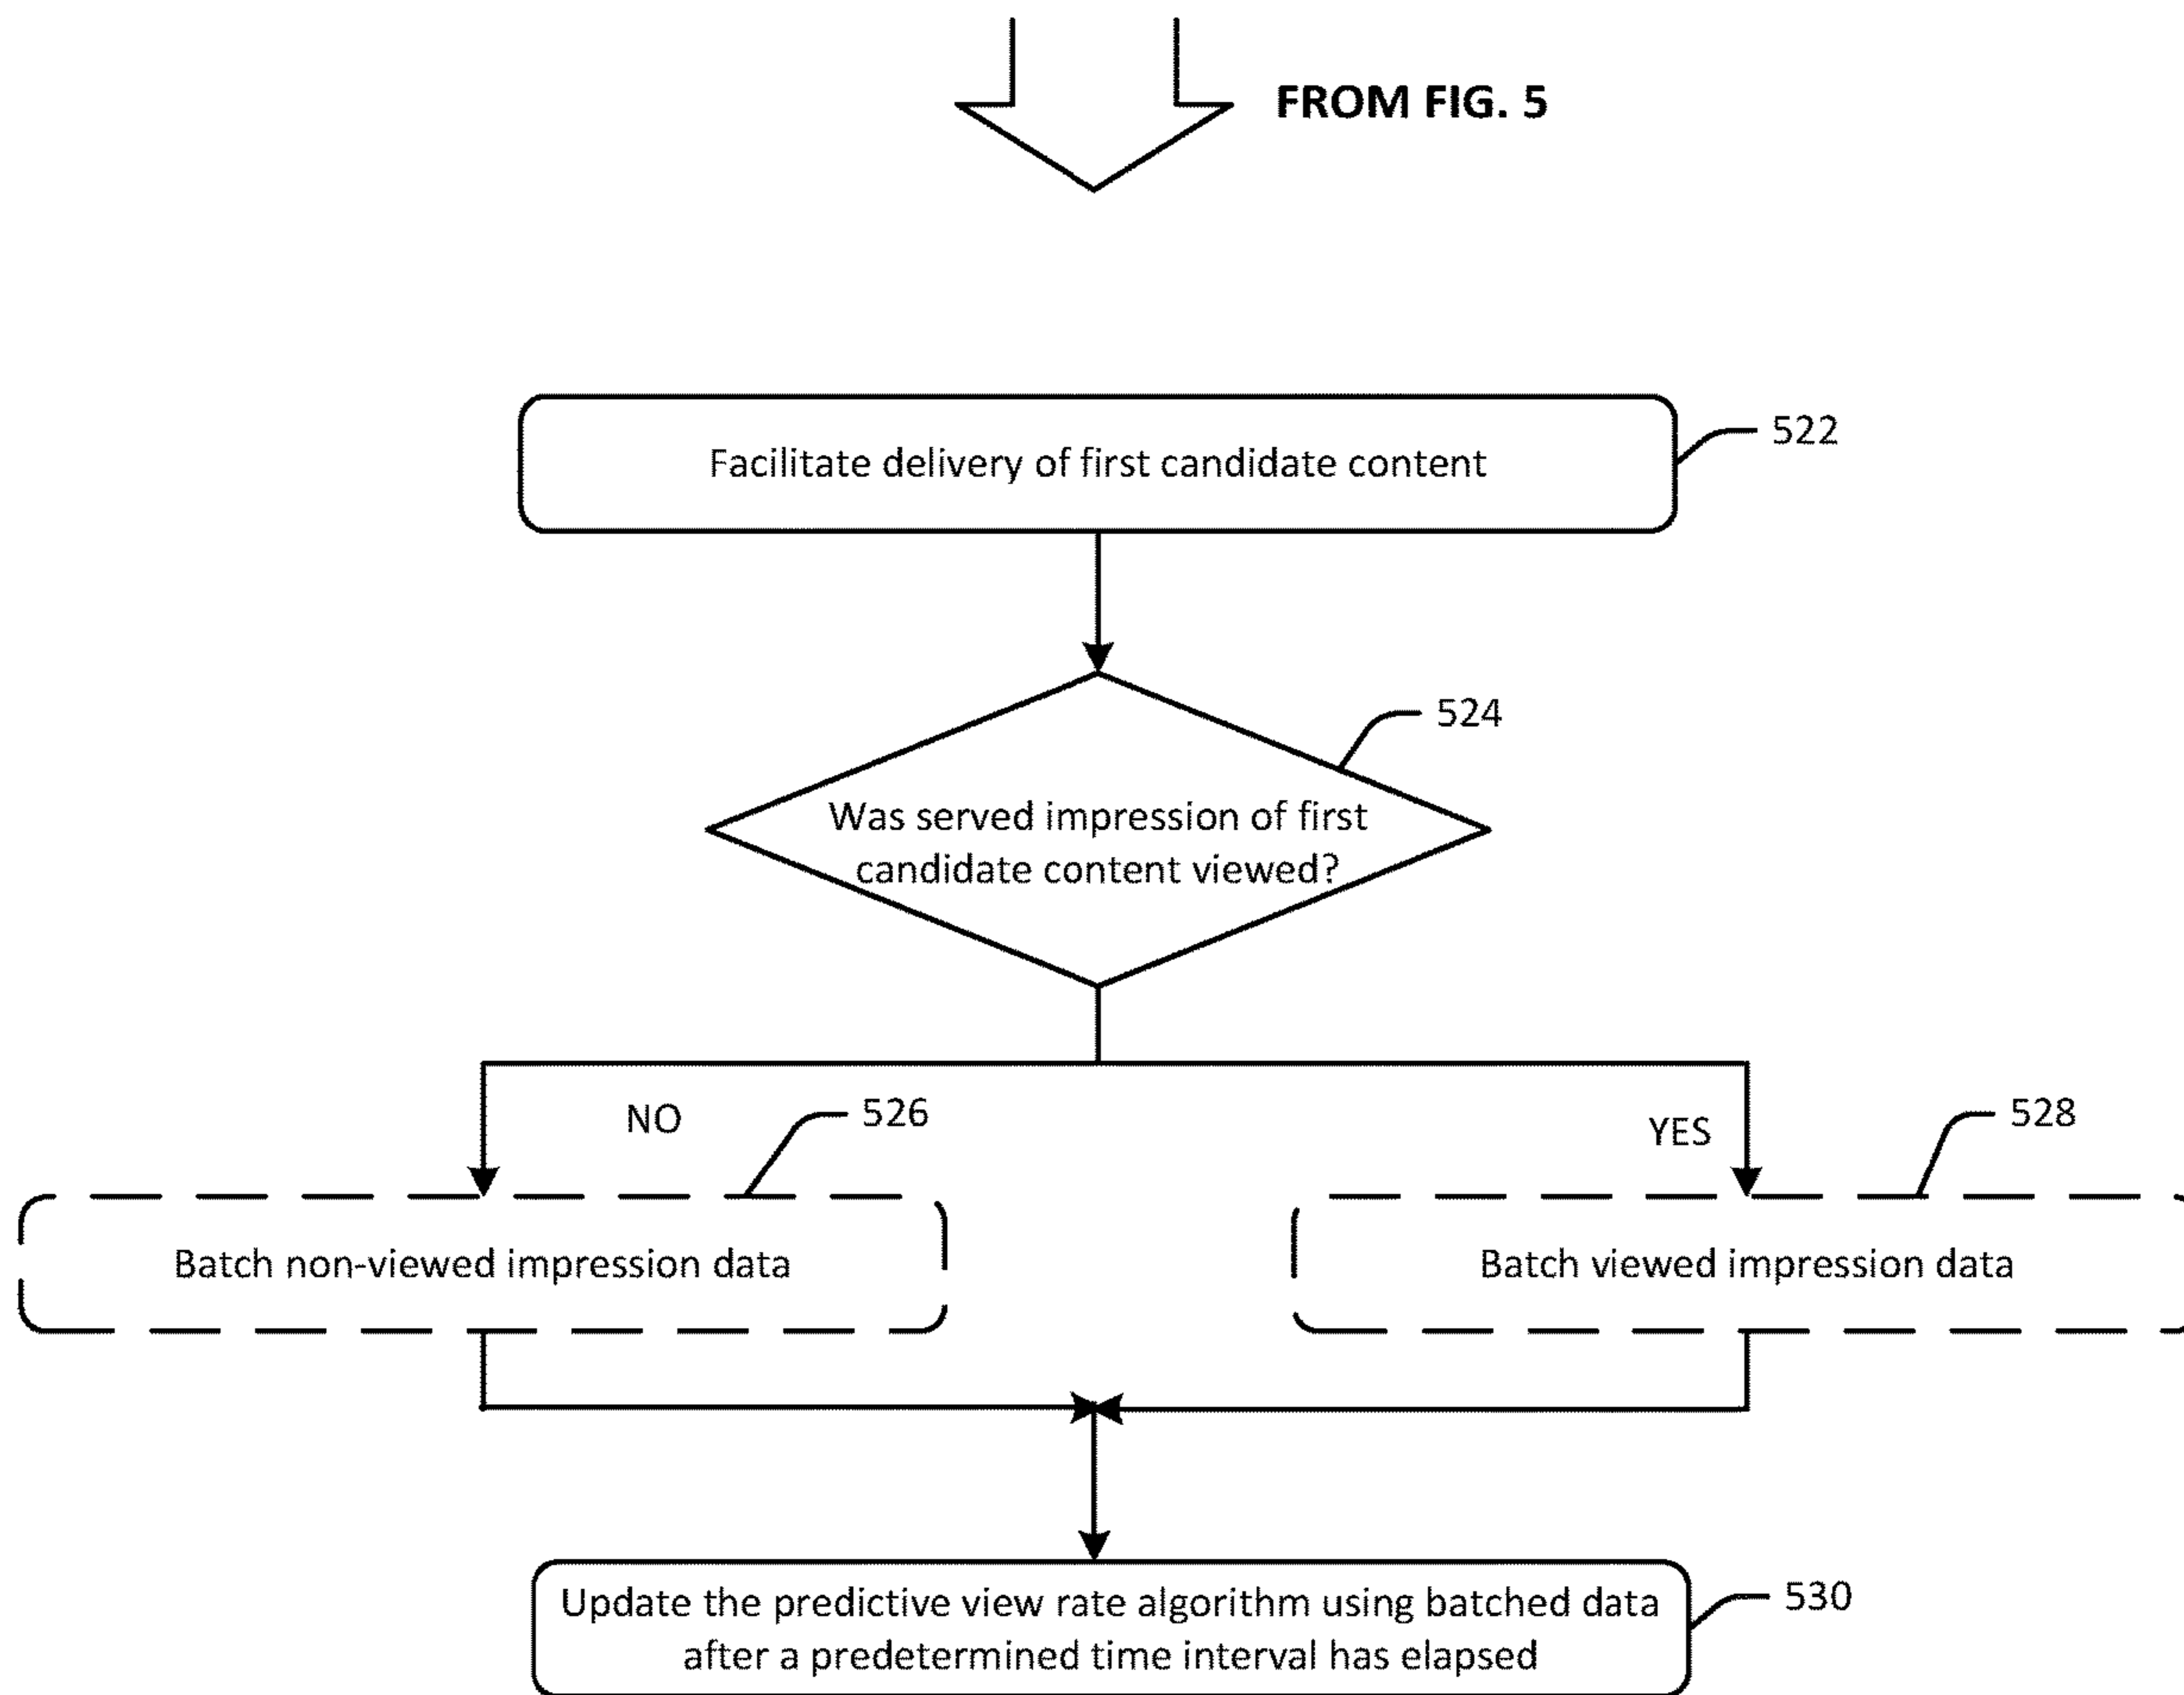 FROM FIG. 5
Facilitate delivery of first candidate content
522
524
Was served impression of first
candidate content viewed?
NO
526
YES
528
Batch non-viewed impression data
Batch viewed impression data
Update the predictive view rate algorithm using batched data
after a predetermined time interval has elapsed
530